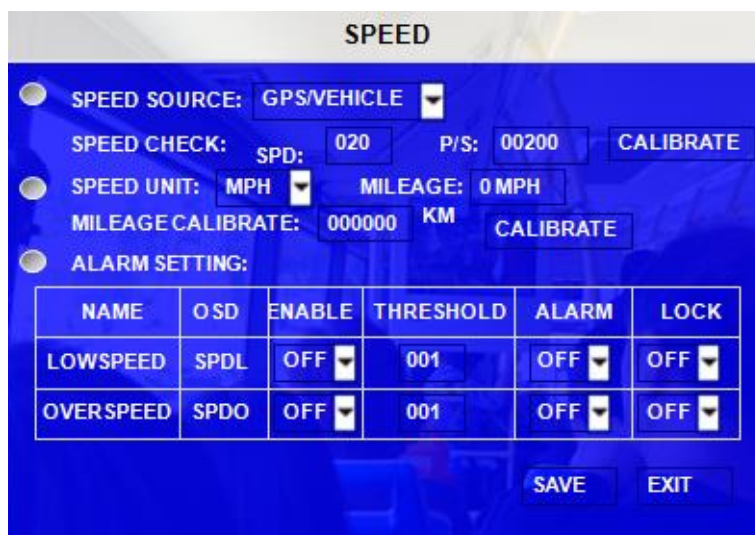 SPEED
SPEED SOURCE: GPS/VEHICLE
SPEED CHECK: SPD: 020 P/S: 00200 CALIBRATE
SPEED UNIT: MPH MILEAGE: 0 MPH
MILEAGE CALIBRATE: 000000 KM CALIBRATE
ALARM SETTING:
NAME OSD ENABLE THRESHOLD ALARM LOCK
LOWSPEED SPDL OFF 001 OFF OFF
OVERSPEED SPDO OFF 001 OFF OFF
SAVE EXIT